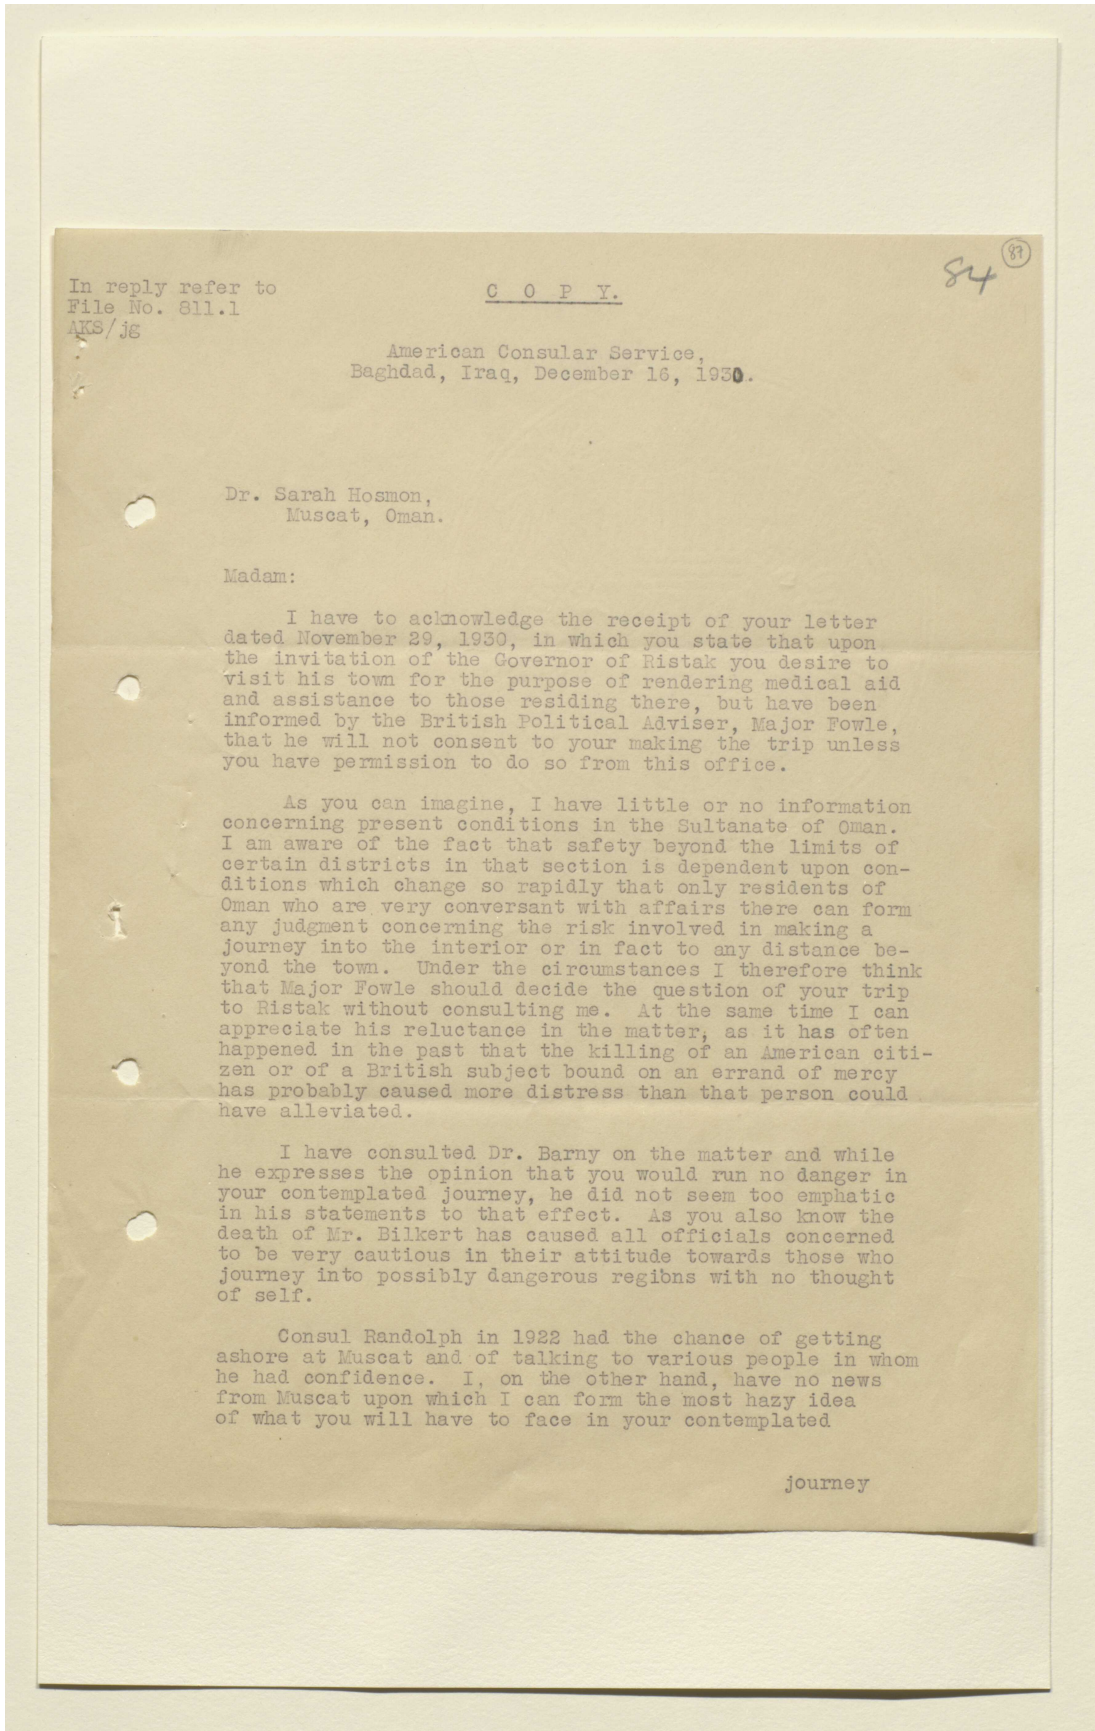 84
87
In reply refer to
File No. 811.1
AKS/jg
C O P Y.
American Consular Service,
Baghdad, Iraq, December 16, 1930.
Dr. Sarah Hosmon,
Muscat, Oman.
Madam:
I have to acknowledge the receipt of your letter
dated November 29, 1930, in which you state that upon
the invitation of the Governor of Ristak you desire to
visit his town for the purpose of rendering medical aid
and assistance to those residing there, but have been
informed by the British Political Adviser, Major Fowle,
that he will not consent to your making the trip unless
you have permission to do so from this office.
As you can imagine, I have little or no information
concerning present conditions in the Sultanate of Oman.
I am aware of the fact that safety beyond the limits of
certain districts in that section is dependent upon con-
ditions which change so rapidly that only residents of
Oman who are very conversant with affairs there can form
any judgment concerning the risk involved in making a
journey into the interior or in fact to any distance be-
yond the town. Under the circumstances I therefore think
that Major Fowle should decide the question of your trip
to Ristak without consulting me. At the same time I can
appreciate his reluctance in the matter, as it has often
happened in the past that the killing of an American citi-
zen or of a British subject bound on an errand of mercy
has probably caused more distress than that person could
have alleviated.
I have consulted Dr. Barny on the matter and while
he expresses the opinion that you would run no danger in
your contemplated journey, he did not seem too emphatic
in his statements to that effect. As you also know the
death of Mr. Bilkert has caused all officials concerned
to be very cautious in their attitude towards those who
journey into possibly dangerous regibns with no thought
of self.
Consul Randolph in 1922 had the chance of getting
ashore at Muscat and of talking to various people in whom
he had confidence. I, on the other hand, have no news
from Muscat upon which I can form the most hazy idea
of what you will have to face in your contemplated
journey